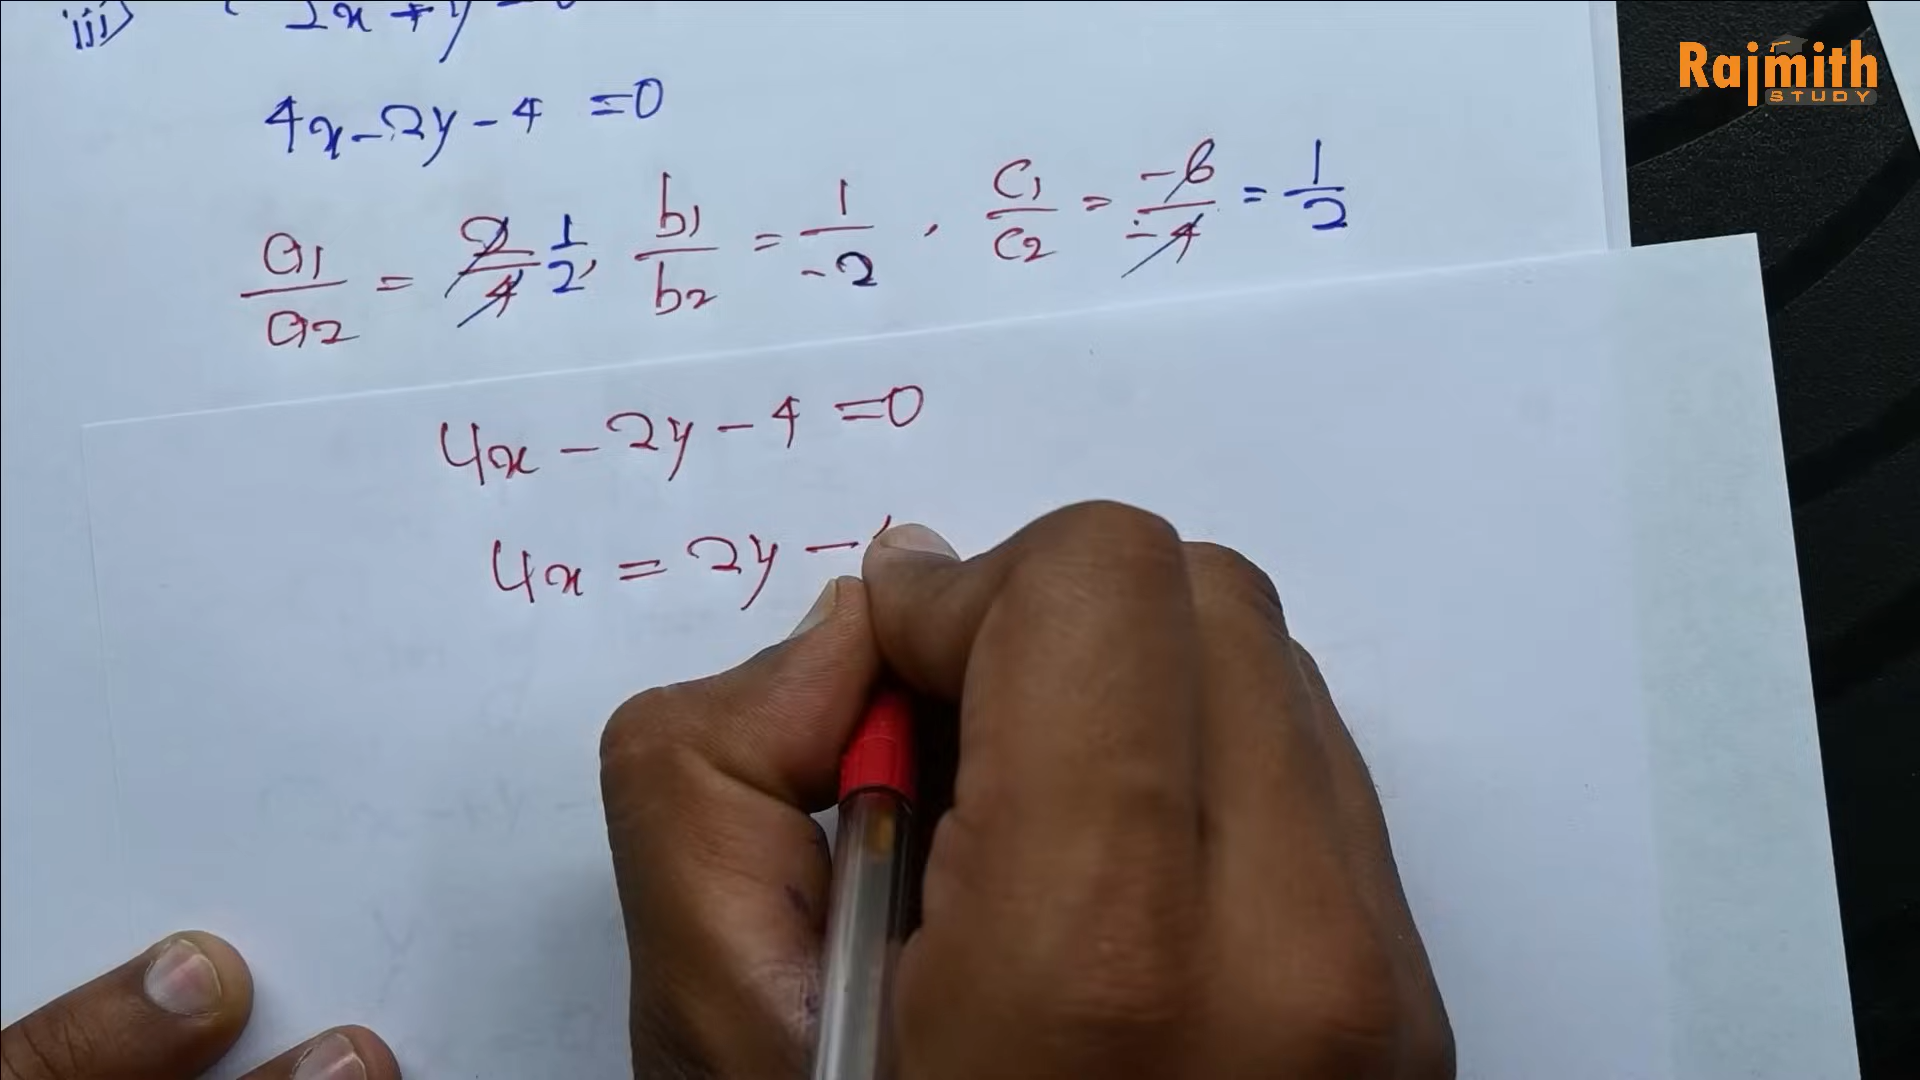 iii) 2x + y
4x - 2y - 4 = 0
a1/a2 = 2/4 1/2, b1/b2 = 1/-2, c1/c2 = -6/-4 = 1/2
4x - 2y - 4 = 0
4x = 2y -
Rajmith
STUDY